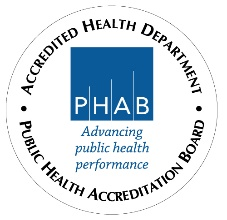 • ACCREDITED HEALTH DEPARTMENT •
PHAB
Advancing
public health
performance
PUBLIC HEALTH ACCREDITATION BOARD